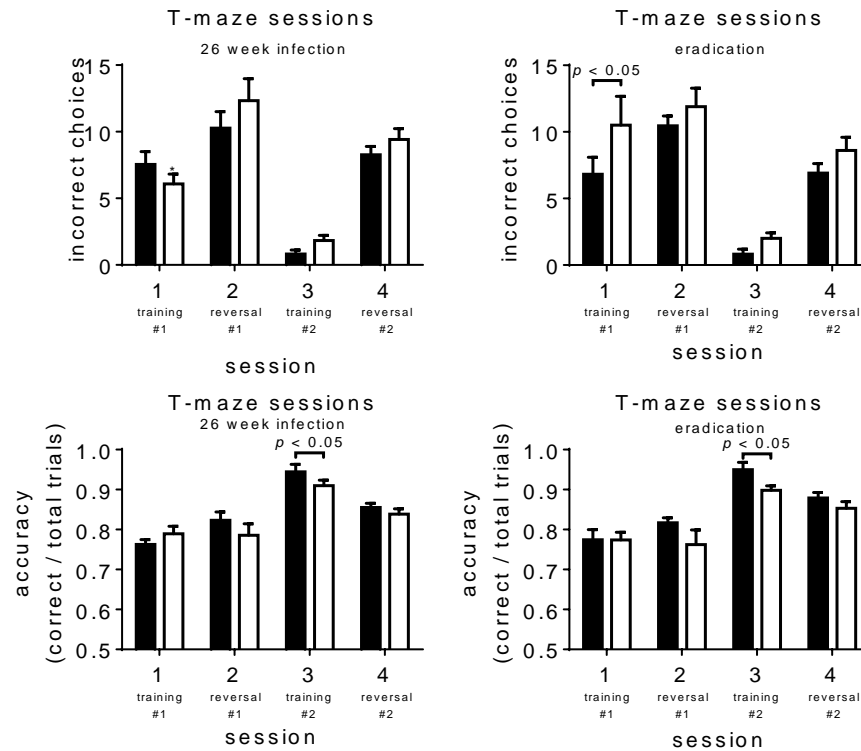 T-maze sessions
26 week infection
incorrect choices
15
10
5
0
*
1 2 3 4
training reversal training reversal
#1 #1 #2 #2
session
T-maze sessions
eradication
p < 0.05
incorrect choices
15
10
5
0
1 2 3 4
training reversal training reversal
#1 #1 #2 #2
session
T-maze sessions
26 week infection
p < 0.05
accuracy
(correct / total trials)
1.0
0.9
0.8
0.7
0.6
0.5
1 2 3 4
training reversal training reversal
#1 #1 #2 #2
session
T-maze sessions
eradication
p < 0.05
accuracy
(correct / total trials)
1.0
0.9
0.8
0.7
0.6
0.5
1 2 3 4
training reversal training reversal
#1 #1 #2 #2
session